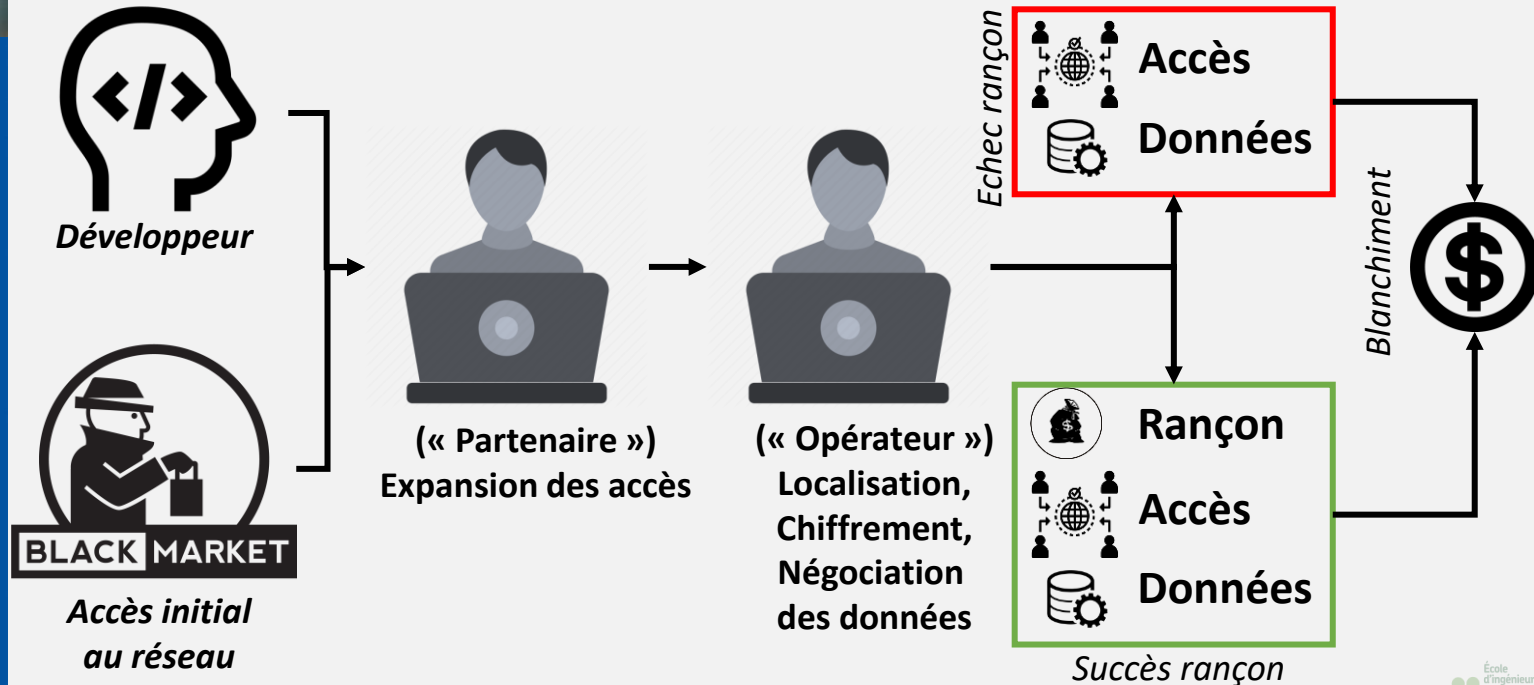 Développeur
BLACK MARKET
Accès initial
au réseau
(« Partenaire »)
Expansion des accès
(« Opérateur »)
Localisation,
Chiffrement,
Négociation
des données
Echec rançon
Accès
Données
Rançon
Accès
Données
Succès rançon
Blanchiment
$
École
d'ingénieur